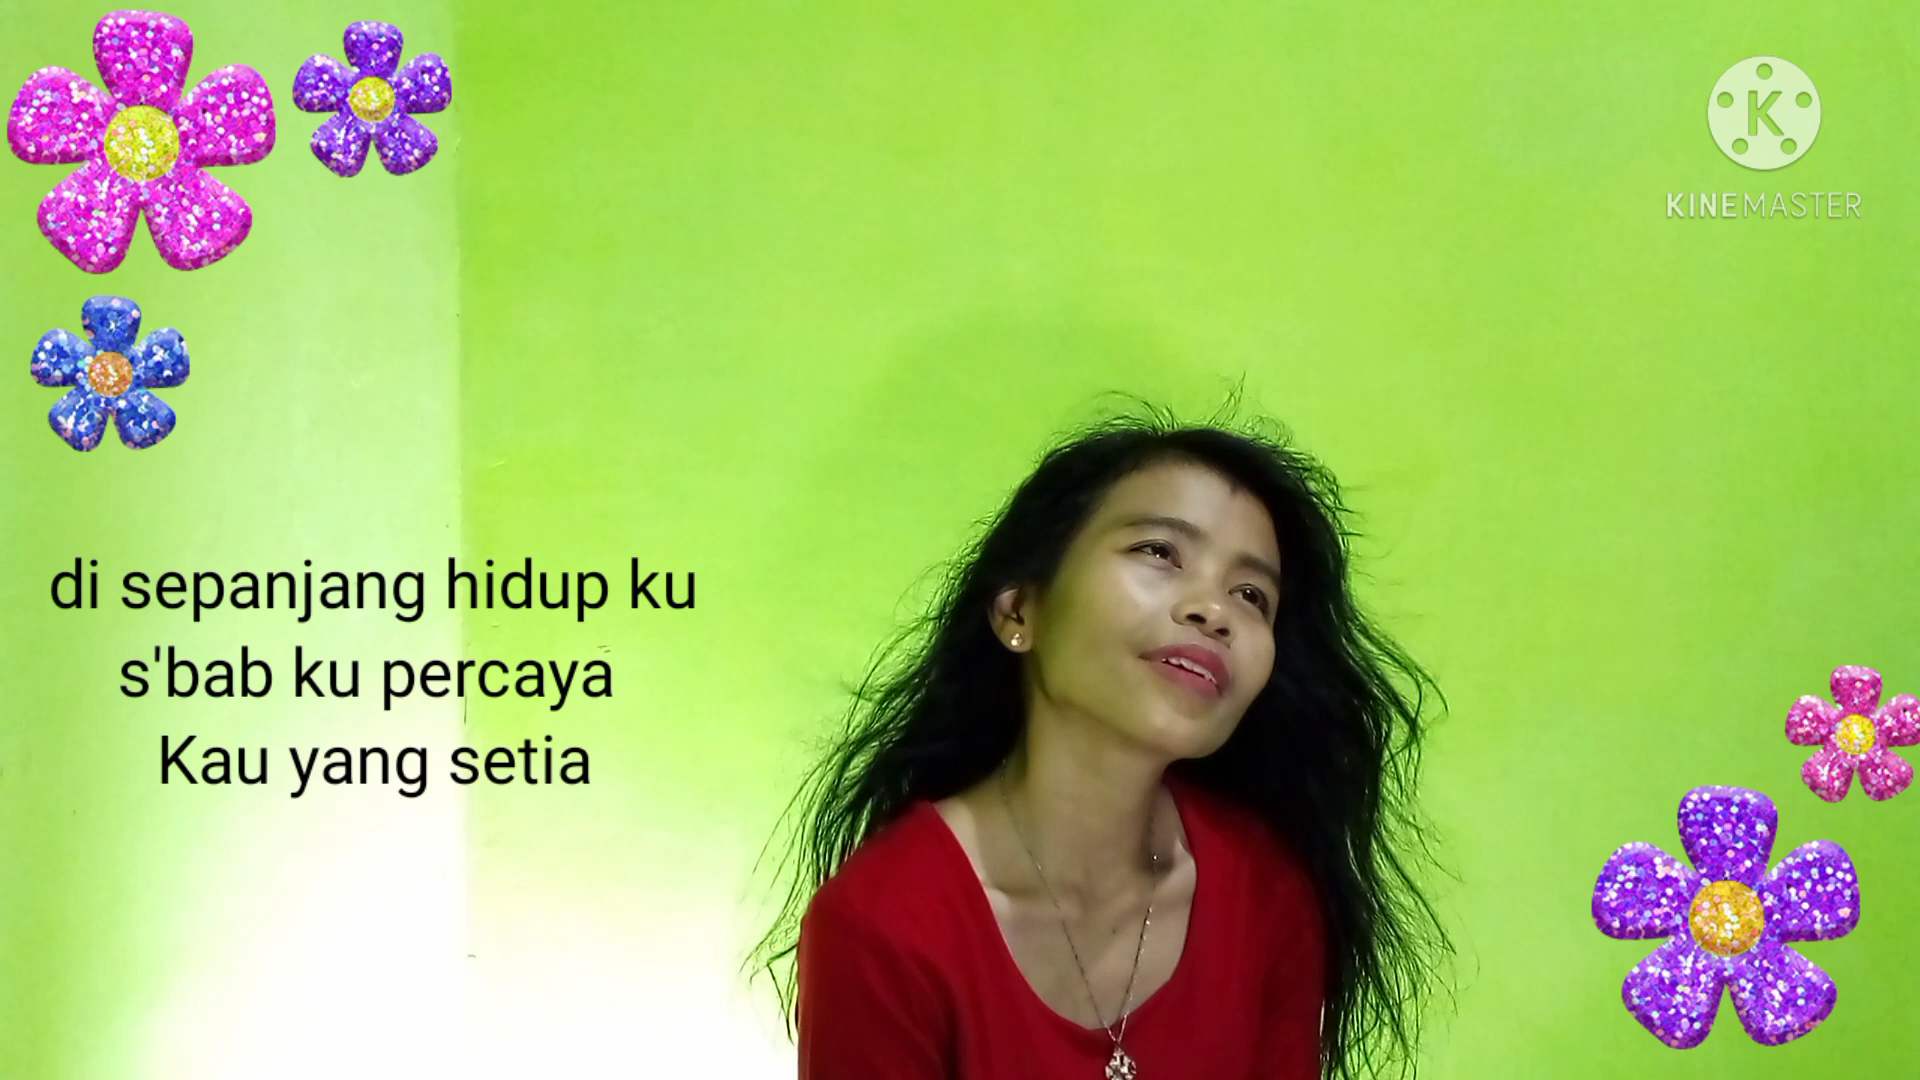 K
KINEMASTER
di sepanjang hidup ku
s'bab ku percaya
Kau yang setia